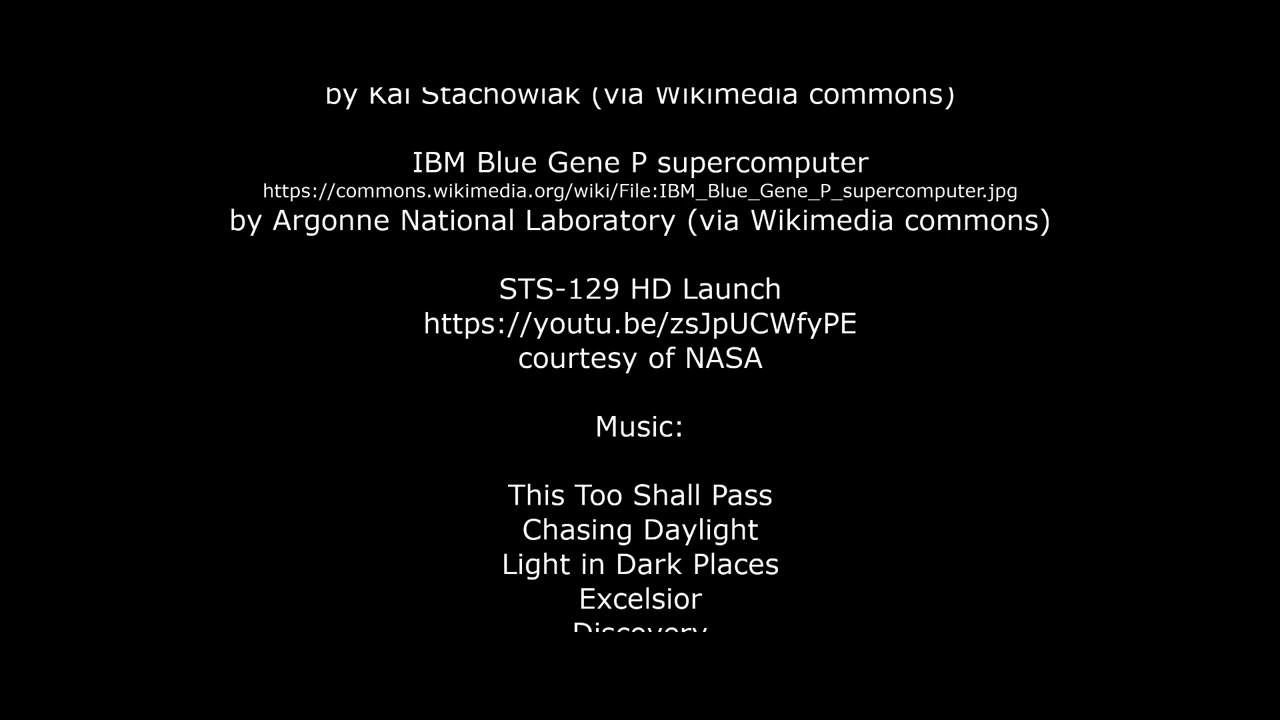 by Kai Stachowiak (via Wikimedia commons)
IBM Blue Gene P supercomputer
https://commons.wikimedia.org/wiki/File:IBM_Blue_Gene_P_supercomputer.jpg
by Argonne National Laboratory (via Wikimedia commons)
STS-129 HD Launch
https://youtu.be/zsJpUCWfyPE
courtesy of NASA
Music:
This Too Shall Pass
Chasing Daylight
Light in Dark Places
Excelsior
Discovery